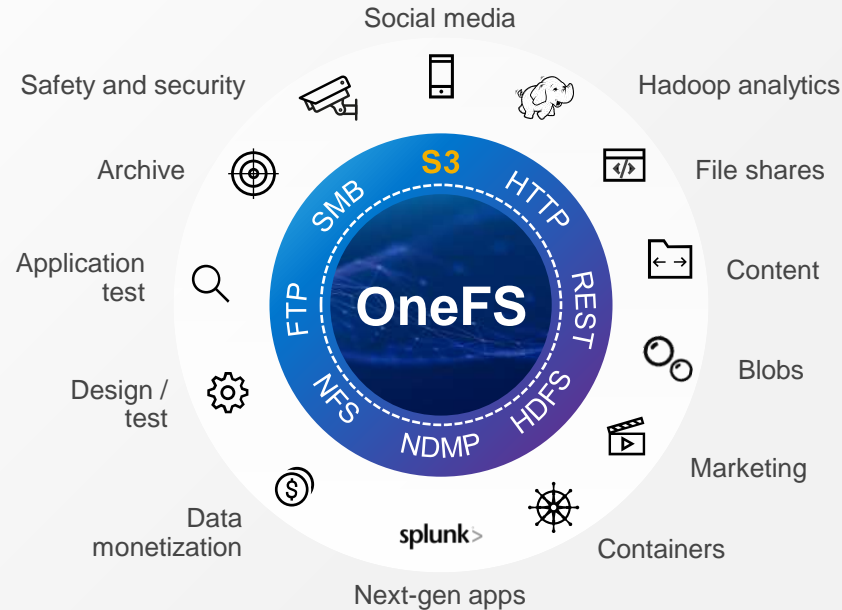 Social media
Safety and security
Hadoop analytics
Archive
File shares
Application
test
Content
Design /
test
Blobs
Marketing
Data
monetization
Containers
Next-gen apps
S3
HTTP
REST
HDFS
NDMP
NFS
FTP
SMB
OneFS
</>
splunk>
$